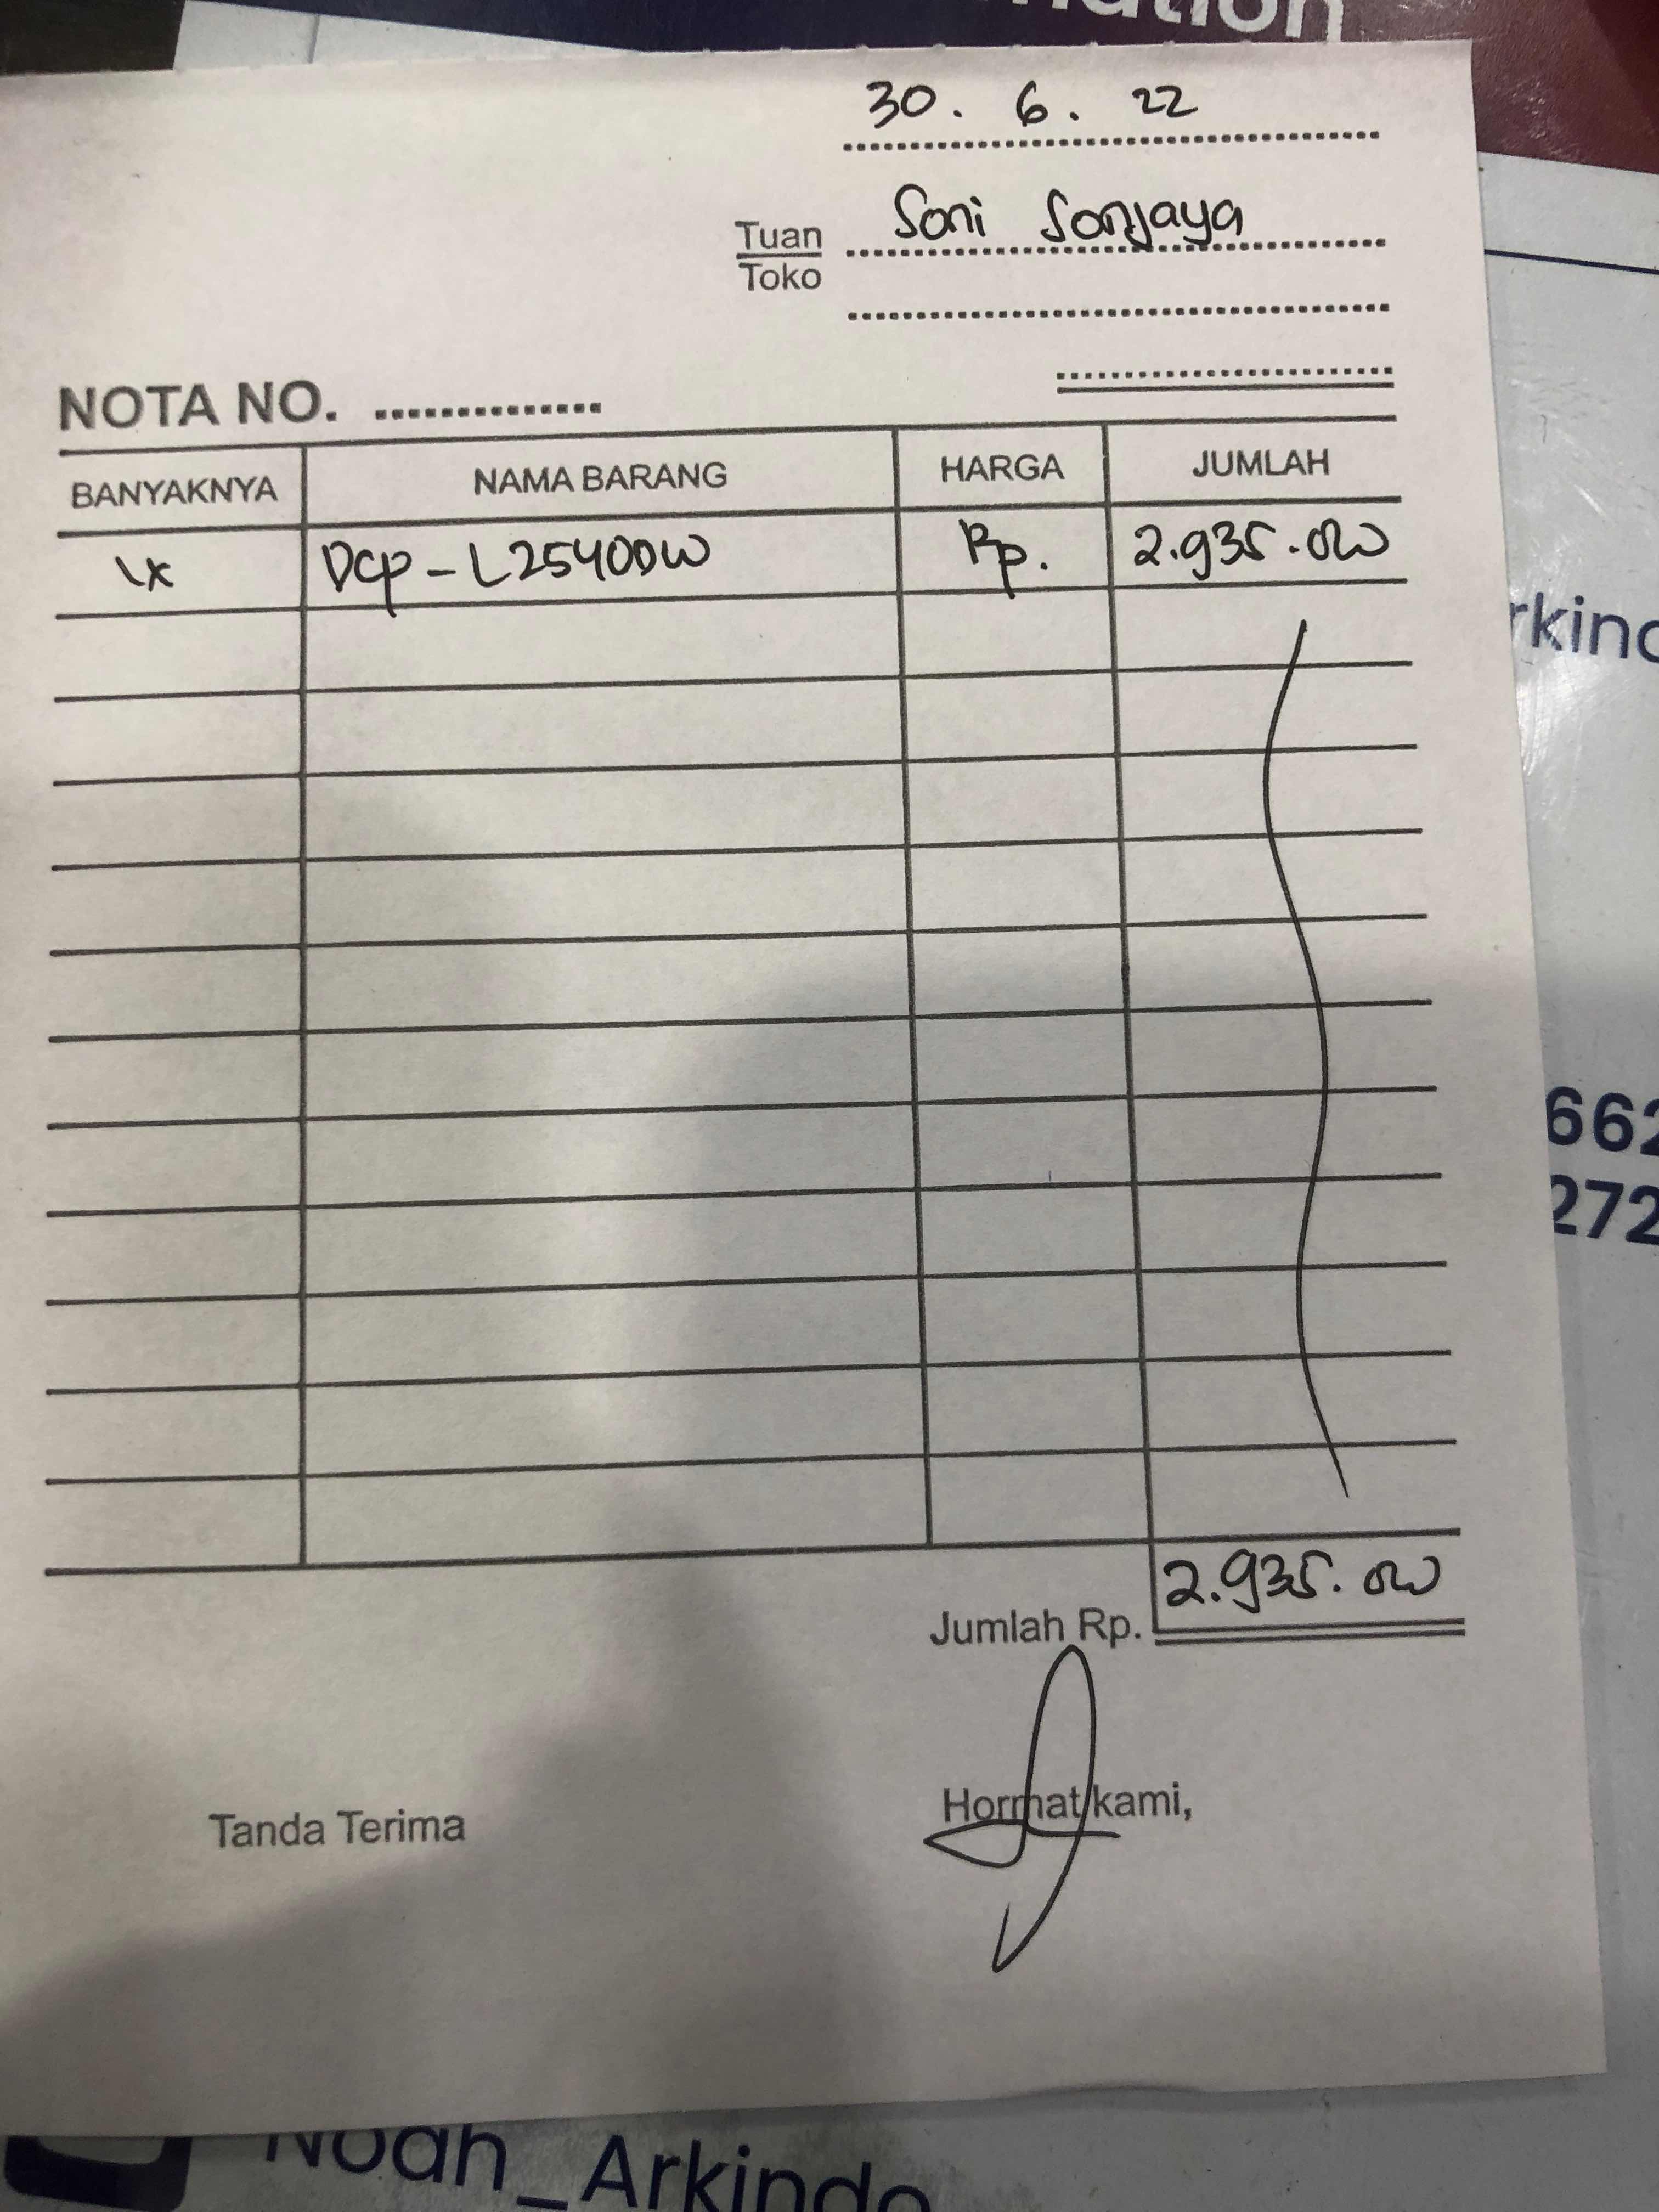 30. 6. 22
Tuan
Toko
Soni Sonjaya
NOTA NO.
BANYAKNYA NAMA BARANG HARGA JUMLAH
1x DCP-L2540DW Rp. 2.935.000
Jumlah Rp. 2.935.000
Tanda Terima Hormat kami,
662
272
Noah_Arkindo